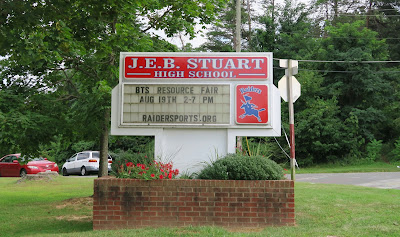 J.E.B. STUART
HIGH SCHOOL
BTS RESOURCE FAIR
AUG 19TH 2-7 PM
RAIDERSPORTS.ORG
Raiders